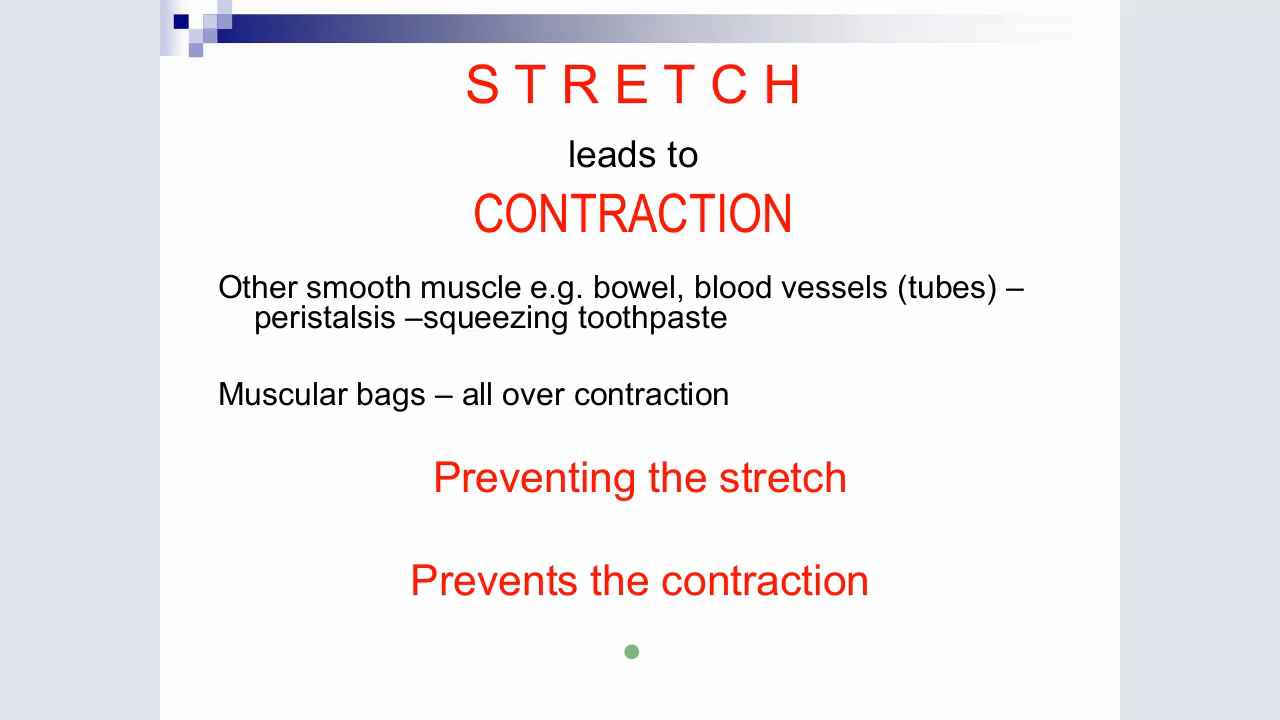 S T R E T C H
leads to
CONTRACTION
Other smooth muscle e.g. bowel, blood vessels (tubes) –
peristalsis –squeezing toothpaste
Muscular bags – all over contraction
Preventing the stretch
Prevents the contraction